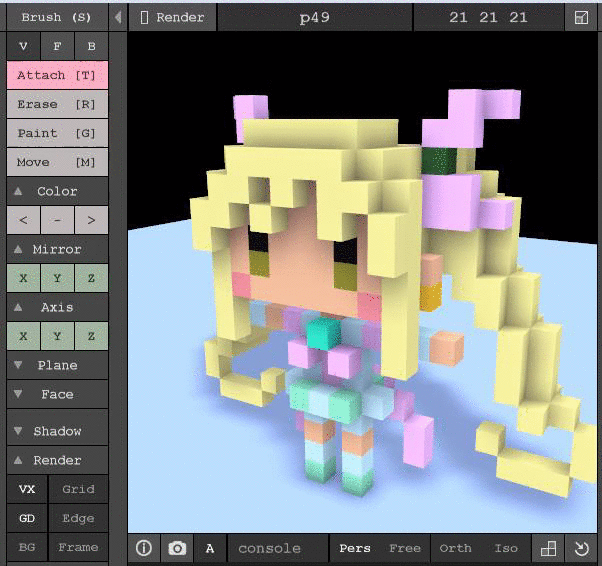 Brush (S)
Render
p49
21 21 21
V F B
Attach [T]
Erase [R]
Paint [G]
Move [M]
Color
< - >
Mirror
X Y Z
Axis
X Y Z
Plane
Face
Shadow
Render
VX Grid
GD Edge
BG Frame
A console Pers Free Orth Iso